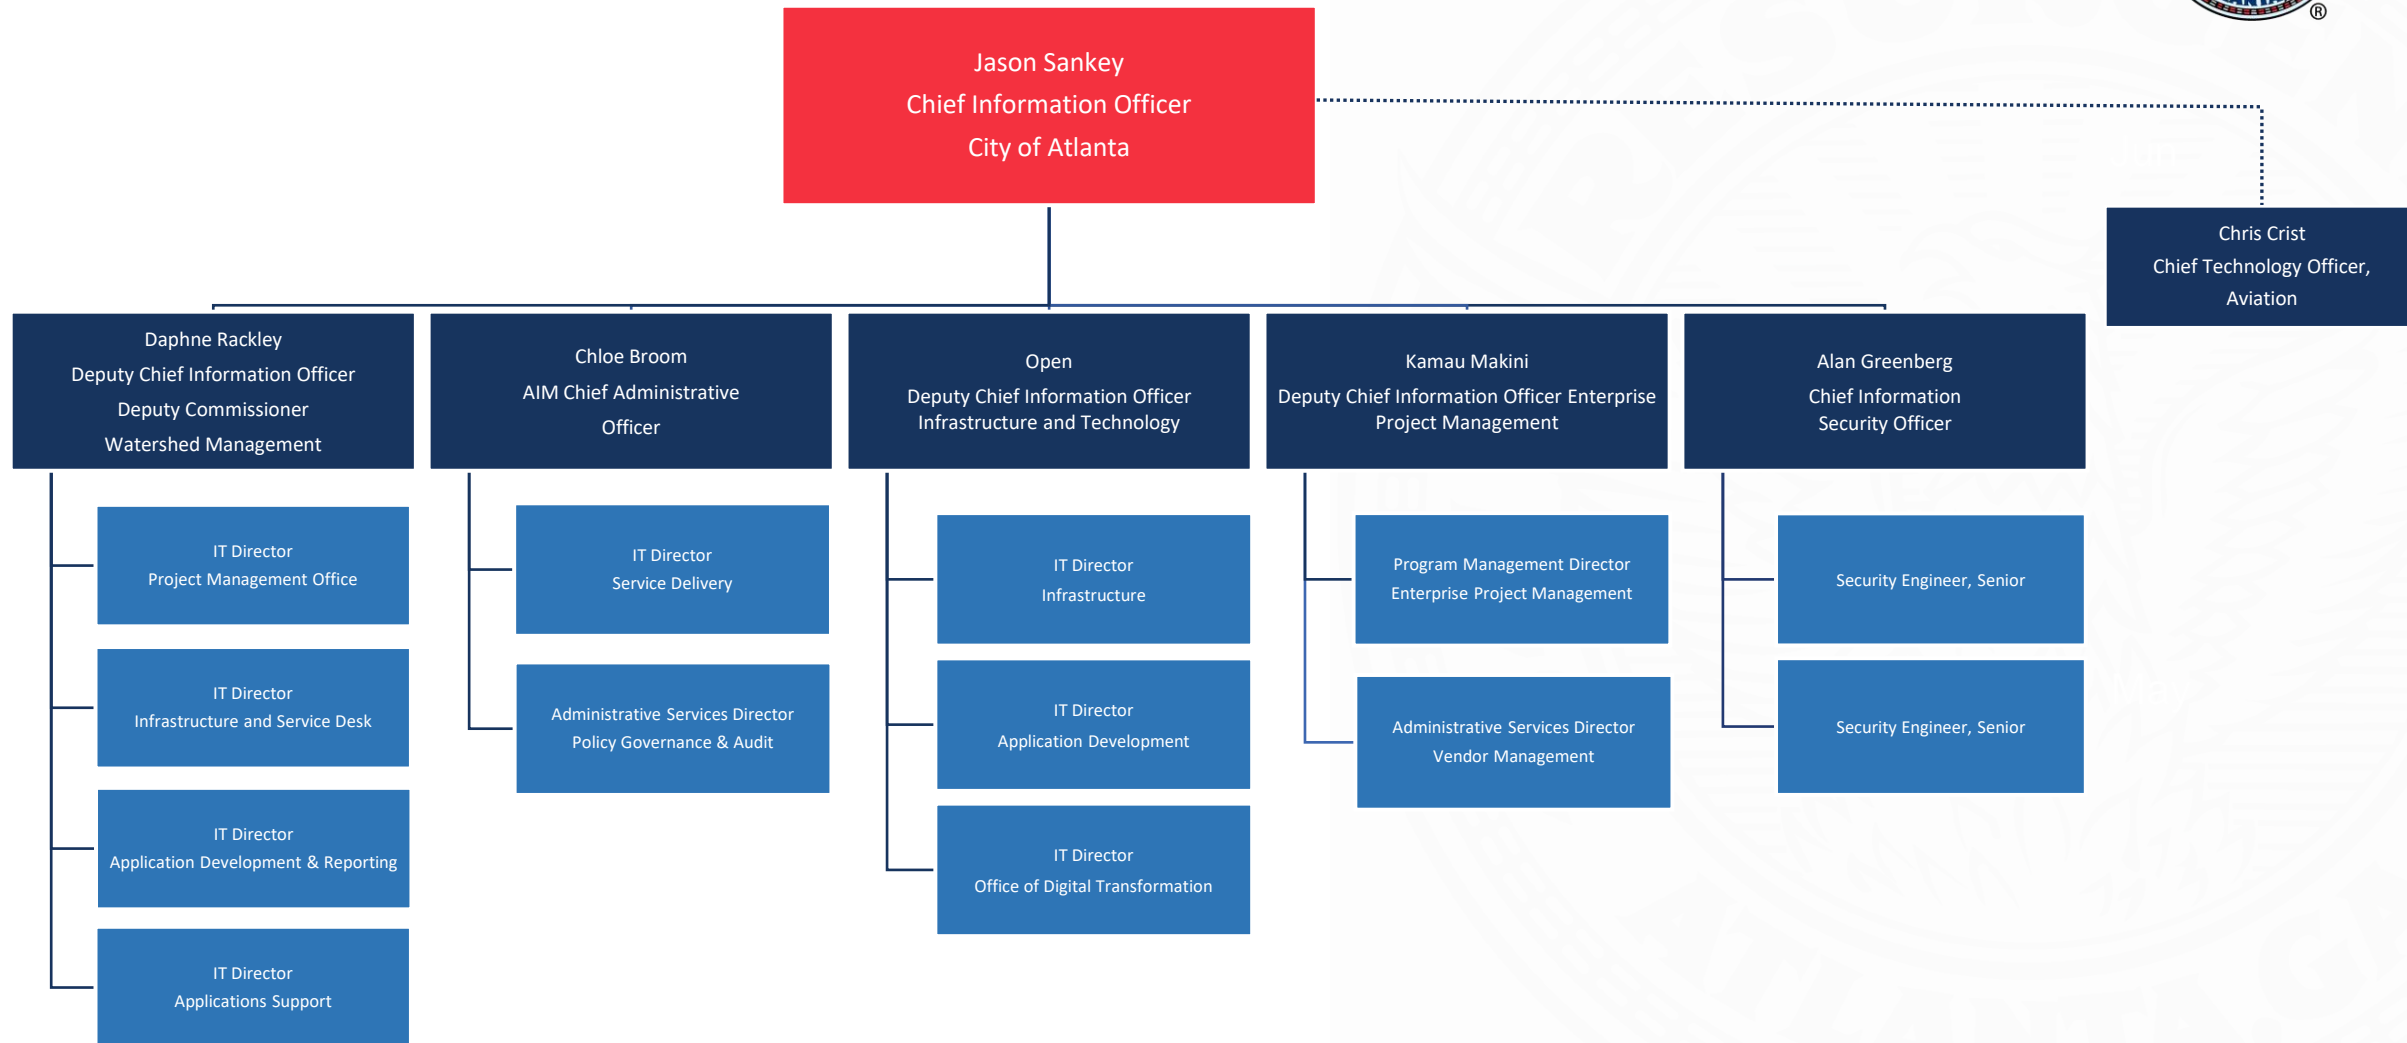 Jason Sankey
Chief Information Officer
City of Atlanta
®
Jun
Chris Crist
Chief Technology Officer,
Aviation
Daphne Rackley
Deputy Chief Information Officer
Deputy Commissioner
Watershed Management
Chloe Broom
AIM Chief Administrative
Officer
Open
Deputy Chief Information Officer
Infrastructure and Technology
Kamau Makini
Deputy Chief Information Officer Enterprise
Project Management
Alan Greenberg
Chief Information
Security Officer
IT Director
Project Management Office
IT Director
Infrastructure and Service Desk
IT Director
Application Development & Reporting
IT Director
Applications Support
IT Director
Service Delivery
Administrative Services Director
Policy Governance & Audit
IT Director
Infrastructure
IT Director
Application Development
IT Director
Office of Digital Transformation
Program Management Director
Enterprise Project Management
Administrative Services Director
Vendor Management
Security Engineer, Senior
Security Engineer, Senior
May